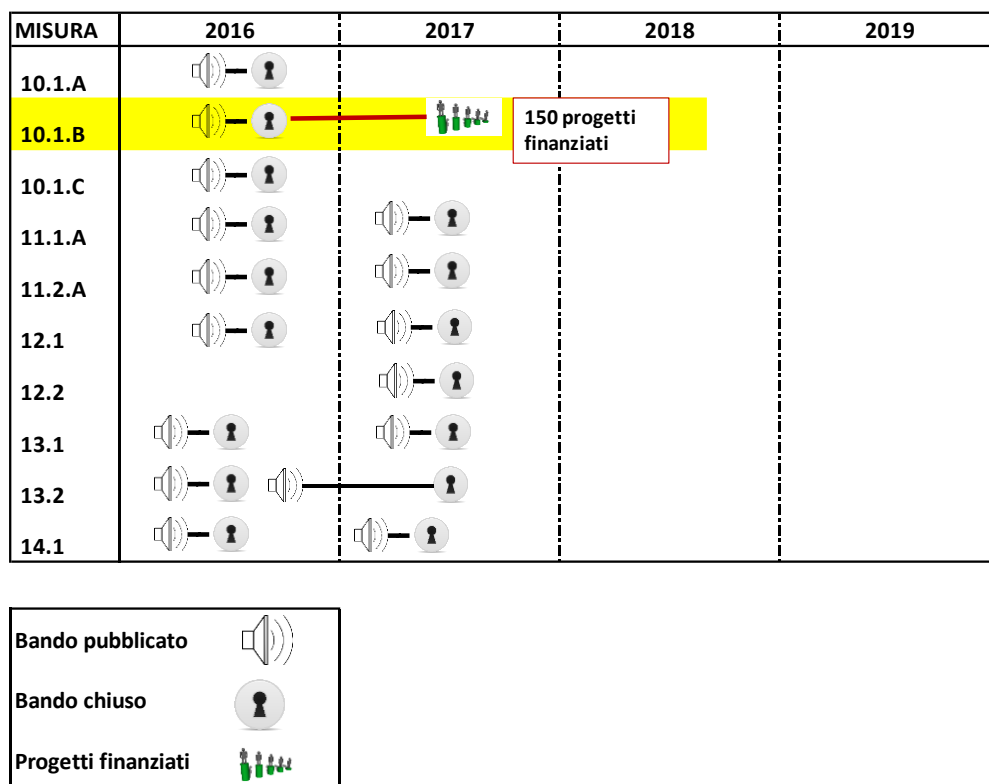 MISURA 2016 2017 2018 2019
10.1.A
10.1.B
150 progetti
finanziati
10.1.C
11.1.A
11.2.A
12.1
12.2
13.1
13.2
14.1
Bando pubblicato
Bando chiuso
Progetti finanziati